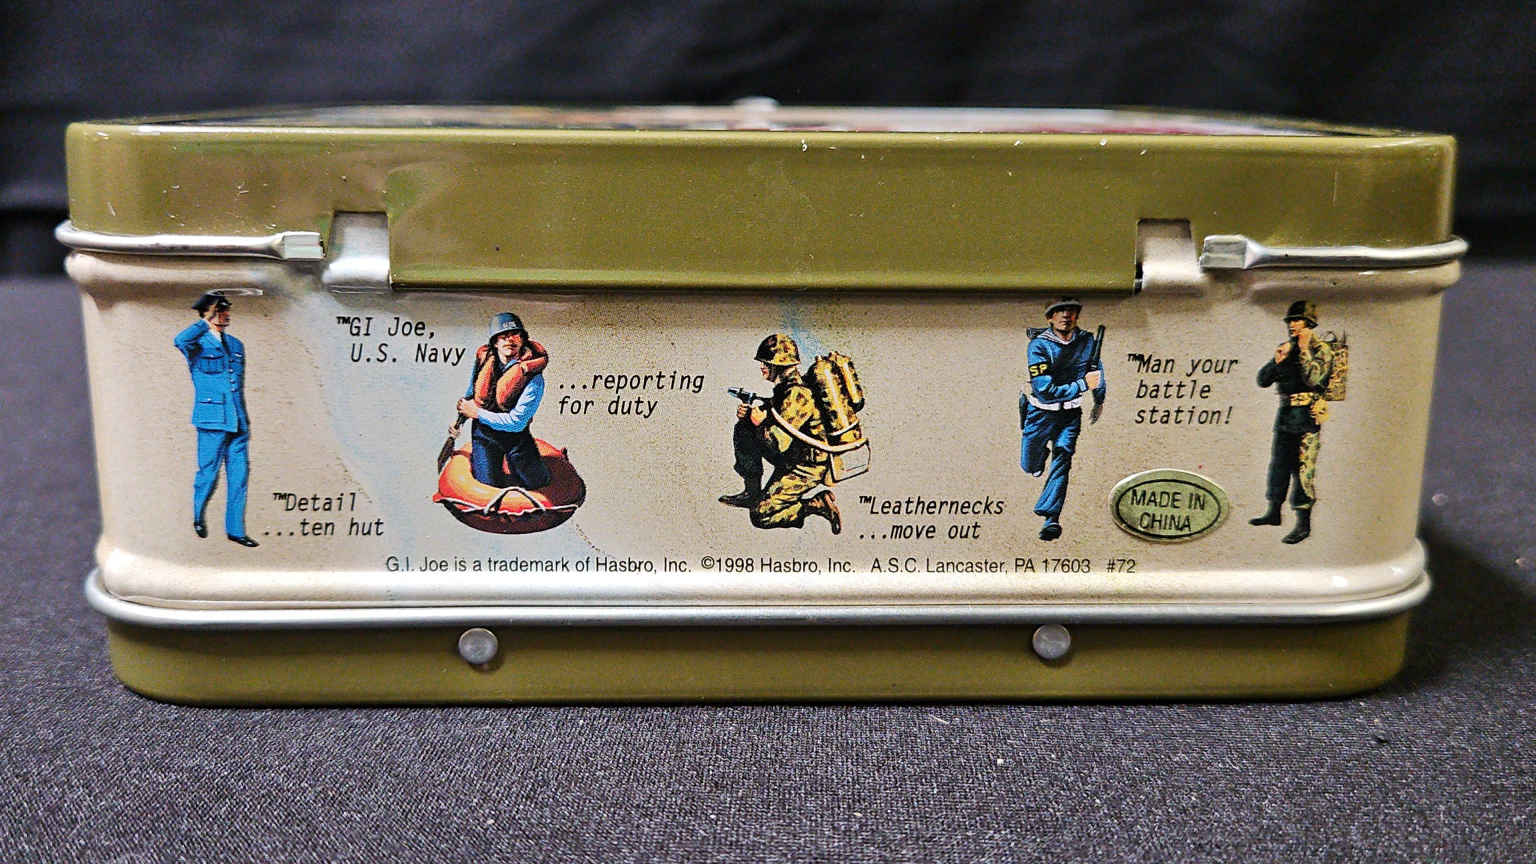 ™GI Joe,
U.S. Navy
...reporting
for duty
™Detail
...ten hut
™Leathernecks
...move out
SP
™Man your
battle
station!
MADE IN
CHINA
G.I. Joe is a trademark of Hasbro, Inc. ©1998 Hasbro, Inc. A.S.C. Lancaster, PA 17603 #72